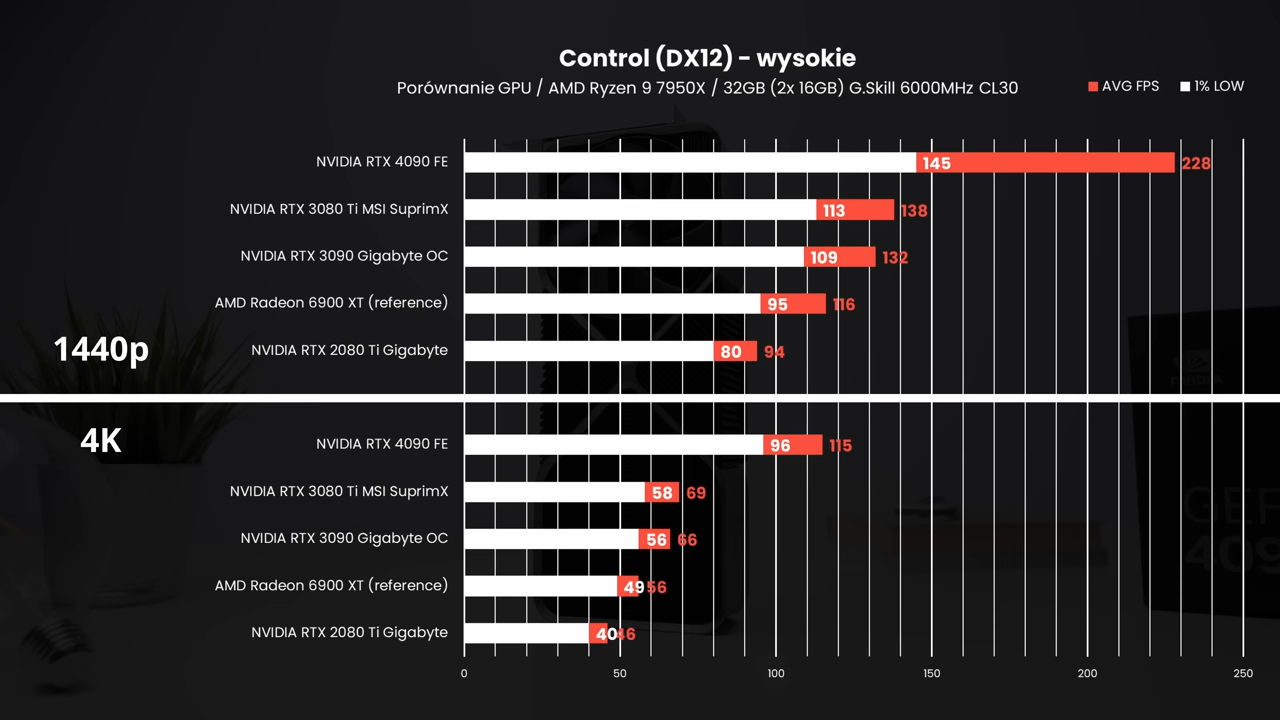 Control (DX12) - wysokie
Porównanie GPU / AMD Ryzen 9 7950X / 32GB (2x 16GB) G.Skill 6000MHz CL30
AVG FPS 1% LOW
NVIDIA RTX 4090 FE 145 228
NVIDIA RTX 3080 Ti MSI SuprimX 113 138
NVIDIA RTX 3090 Gigabyte OC 109 132
AMD Radeon 6900 XT (reference) 95 116
1440p
NVIDIA RTX 2080 Ti Gigabyte 80 94
4K
NVIDIA RTX 4090 FE 96 115
NVIDIA RTX 3080 Ti MSI SuprimX 58 69
NVIDIA RTX 3090 Gigabyte OC 56 66
AMD Radeon 6900 XT (reference) 49 56
NVIDIA RTX 2080 Ti Gigabyte 40 46
0 50 100 150 200 250